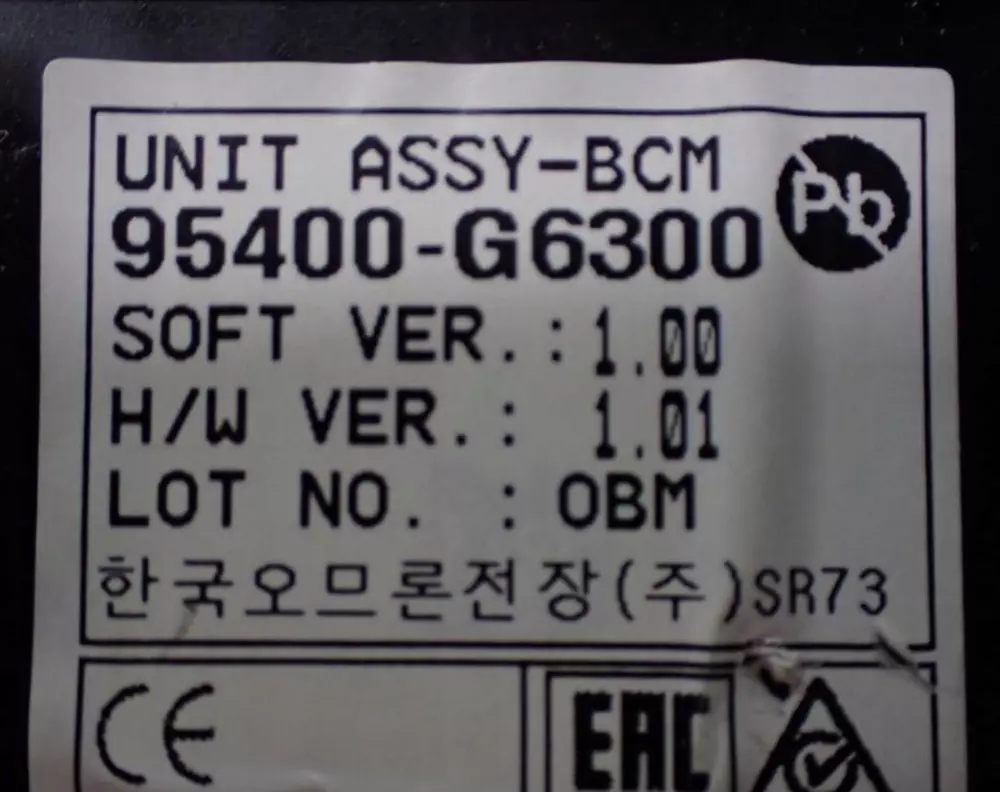 UNIT ASSY-BCM
Pb
95400-G6300
SOFT VER.:1.00
H/W VER.: 1.01
LOT NO. : OBM
한국오므론전장(주)SR73
CE
EAC